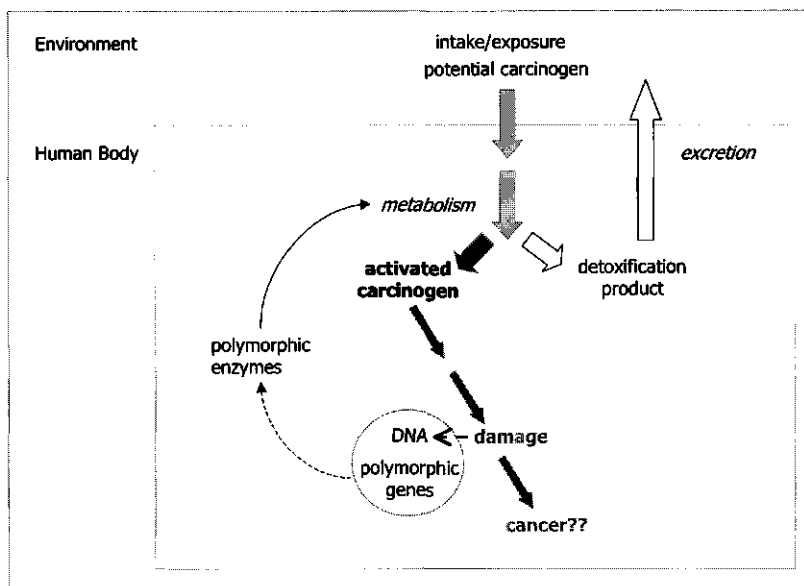 Environment
intake/exposure
potential carcinogen
Human Body
excretion
metabolism
activated
carcinogen
detoxification
product
polymorphic
enzymes
DNA
damage
polymorphic
genes
cancer??